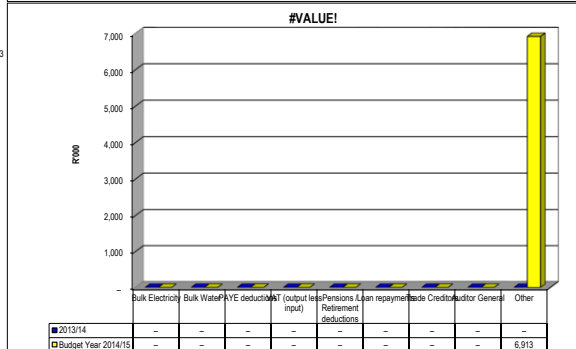 #VALUE!
3
7,000
6,000
5,000
4,000
3,000
2,000
1,000
–
R'000
Bulk Electricity Bulk Water PAYE deductions VAT (output less input) Pensions / Retirement deductions Loan repayments Trade Creditors Auditor General Other
2013/14 – – – – – – – – –
Budget Year 2014/15 – – – – – – – – 6,913